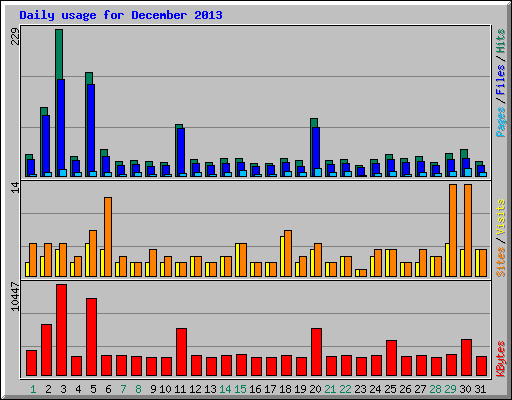 Daily usage for December 2013
229
Pages / Files / Hits
14
Sites / Visits
10447
KBytes
1 2 3 4 5 6 7 8 9 10 11 12 13 14 15 16 17 18 19 20 21 22 23 24 25 26 27 28 29 30 31